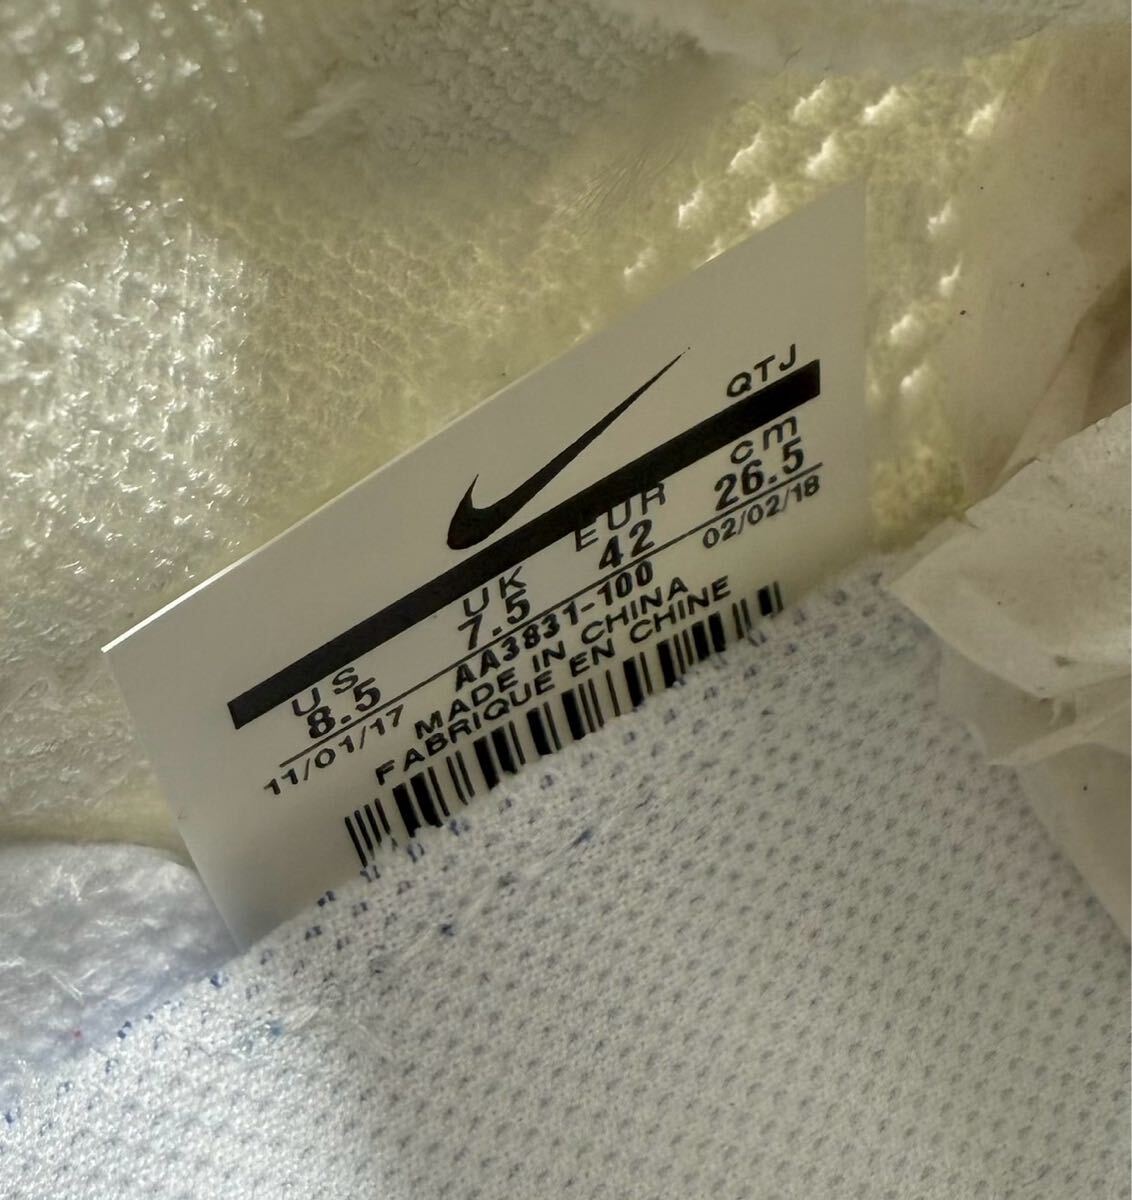 QTJ
US UK EUR cm
8.5 7.5 42 26.5
11/01/17 AA3831-100 02/02/18
MADE IN CHINA
FABRIQUE EN CHINE